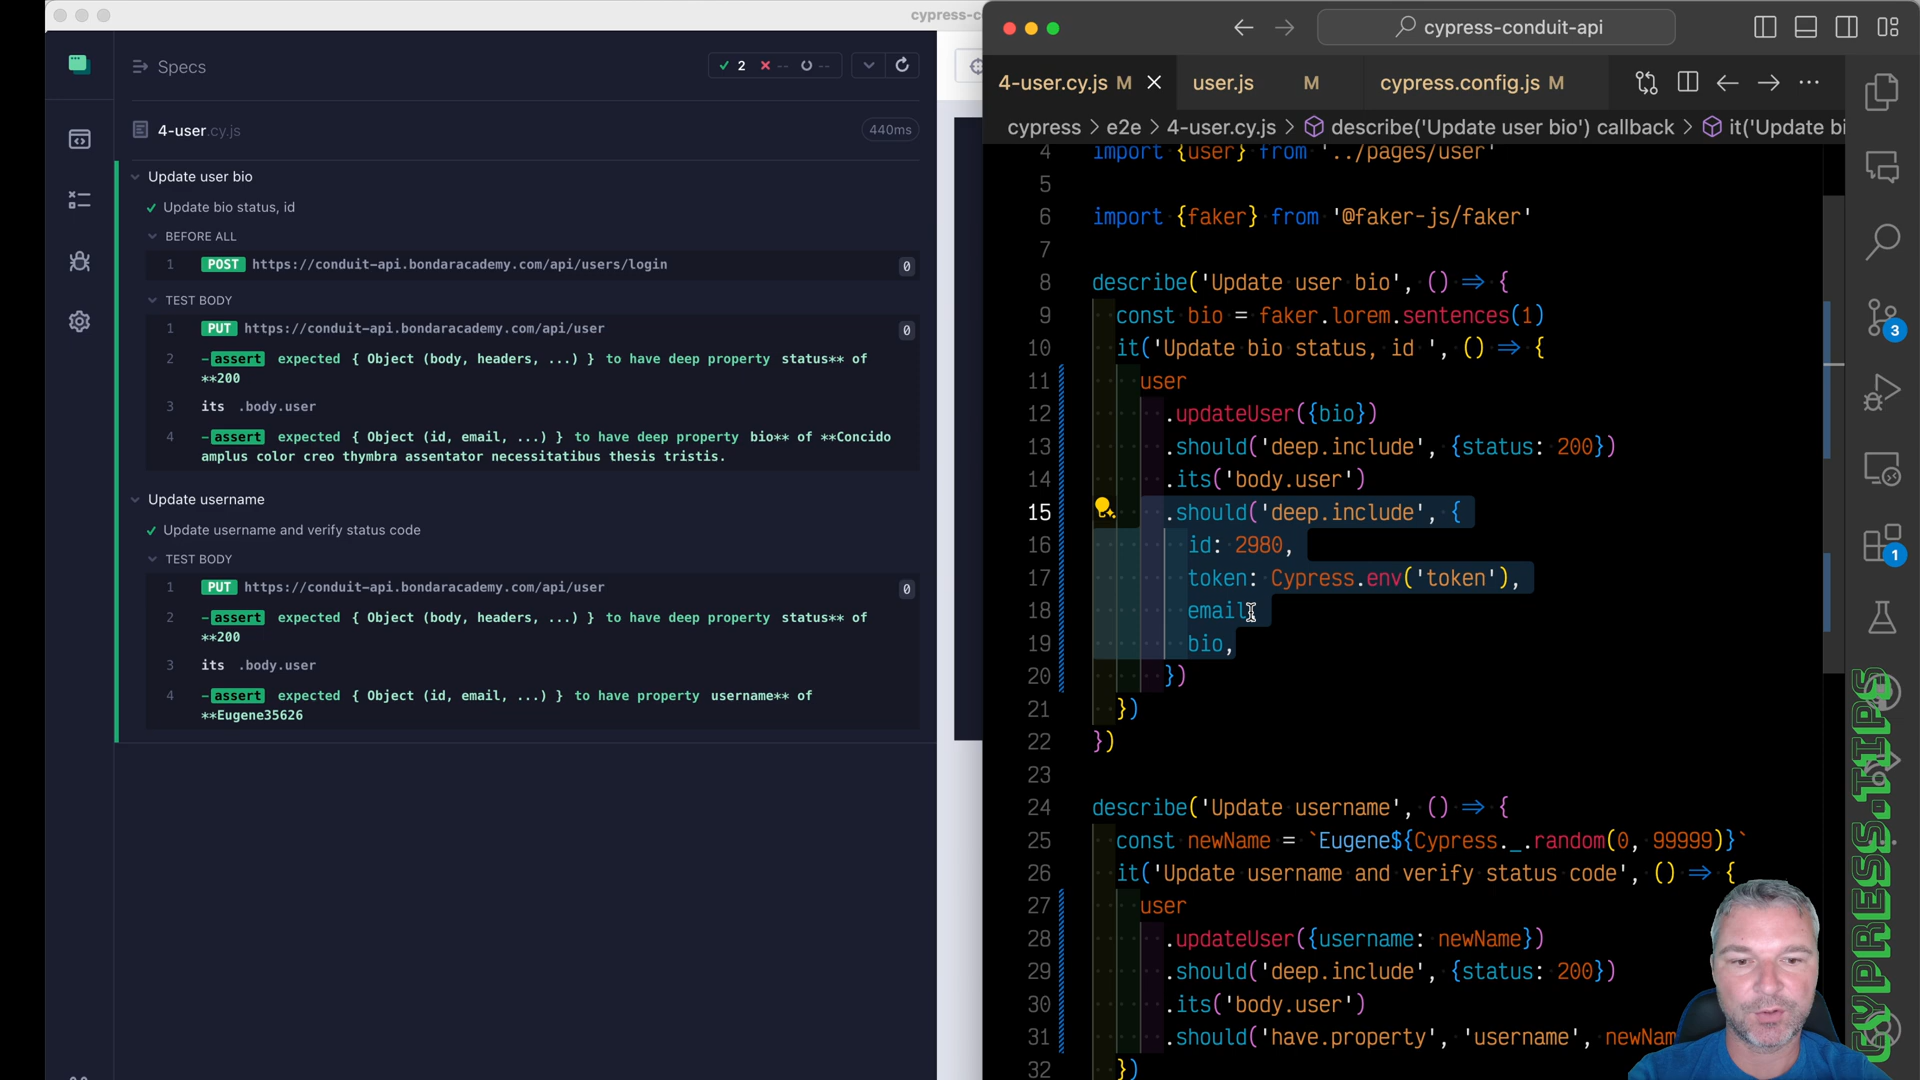 cypress-c
Specs
2 -- --
4-user.cy.js
440ms
Update user bio
Update bio status, id
BEFORE ALL
1 POST https://conduit-api.bondaracademy.com/api/users/login 0
TEST BODY
1 PUT https://conduit-api.bondaracademy.com/api/user 0
2 -assert expected { Object (body, headers, ...) } to have deep property status** of
**200
3 its .body.user
4 -assert expected { Object (id, email, ...) } to have deep property bio** of **Concido
amplus color creo thymbra assentator necessitatibus thesis tristis.
Update username
Update username and verify status code
TEST BODY
1 PUT https://conduit-api.bondaracademy.com/api/user 0
2 -assert expected { Object (body, headers, ...) } to have deep property status** of
**200
3 its .body.user
4 -assert expected { Object (id, email, ...) } to have property username** of
**Eugene35626
cypress-conduit-api
4-user.cy.js M user.js M cypress.config.js M
cypress > e2e > 4-user.cy.js > describe('Update user bio') callback > it('Update bi
4 import {user} from '../pages/user'
5
6 import {faker} from '@faker-js/faker'
7
8 describe('Update user bio', () => {
9 const bio = faker.lorem.sentences(1)
10 it('Update bio status, id ', () => {
11 user
12 .updateUser({bio})
13 .should('deep.include', {status: 200})
14 .its('body.user')
15 .should('deep.include', {
16 id: 2980,
17 token: Cypress.env('token'),
18 email,
19 bio,
20 })
21 })
22 })
23
24 describe('Update username', () => {
25 const newName = `Eugene${Cypress._.random(0, 99999)}`
26 it('Update username and verify status code', () => {
27 user
28 .updateUser({username: newName})
29 .should('deep.include', {status: 200})
30 .its('body.user')
31 .should('have.property', 'username', newNam
32 })
3
1
CYPRESS.TIPS